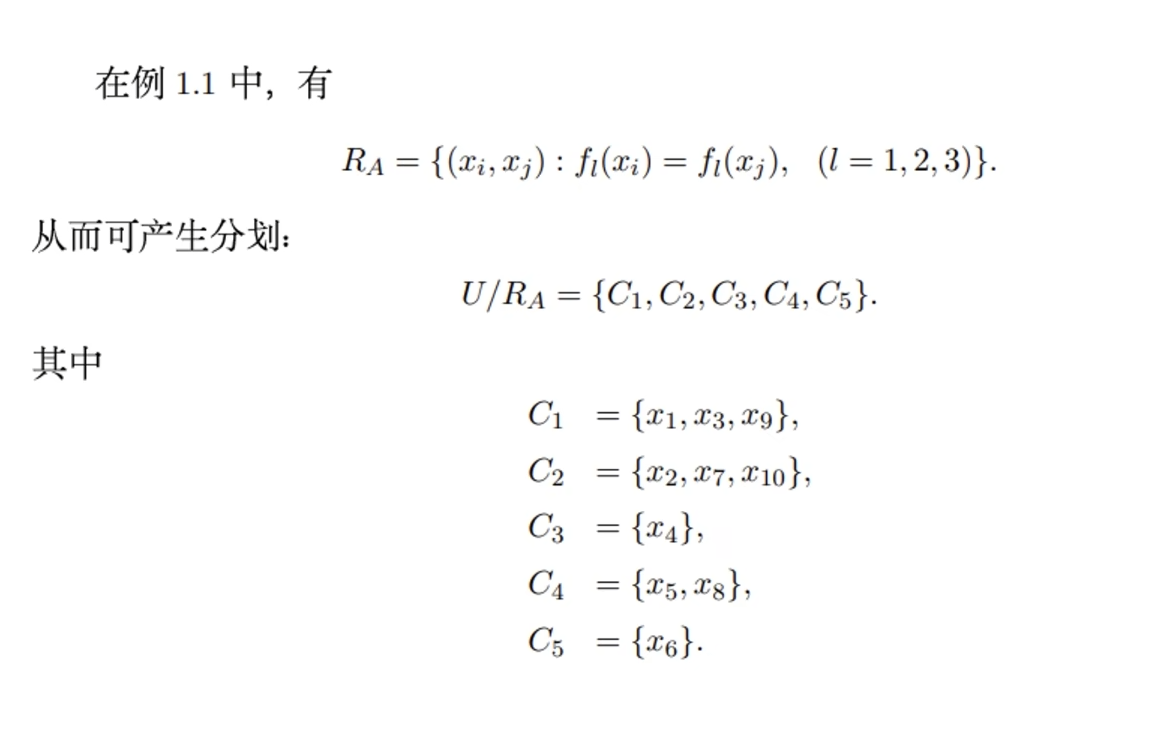 在例 1.1 中，有
R_A = {(x_i, x_j) : f_l(x_i) = f_l(x_j), (l = 1, 2, 3)}.
从而可产生分划：
U/R_A = {C_1, C_2, C_3, C_4, C_5}.
其中
C_1 = {x_1, x_3, x_9},
C_2 = {x_2, x_7, x_10},
C_3 = {x_4},
C_4 = {x_5, x_8},
C_5 = {x_6}.